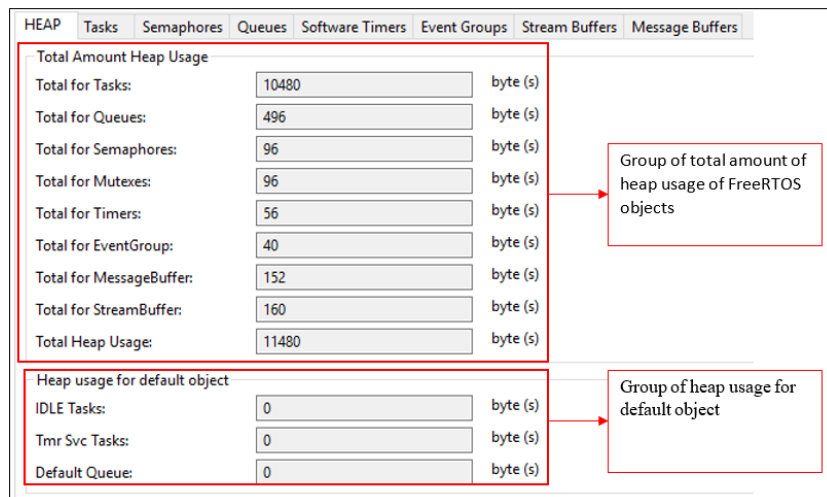 HEAP Tasks Semaphores Queues Software Timers Event Groups Stream Buffers Message Buffers
Total Amount Heap Usage
Total for Tasks: 10480 byte (s)
Total for Queues: 496 byte (s)
Total for Semaphores: 96 byte (s)
Total for Mutexes: 96 byte (s)
Total for Timers: 56 byte (s)
Total for EventGroup: 40 byte (s)
Total for MessageBuffer: 152 byte (s)
Total for StreamBuffer: 160 byte (s)
Total Heap Usage: 11480 byte (s)
Group of total amount of
heap usage of FreeRTOS
objects
Heap usage for default object
IDLE Tasks: 0 byte (s)
Tmr Svc Tasks: 0 byte (s)
Default Queue: 0 byte (s)
Group of heap usage for
default object